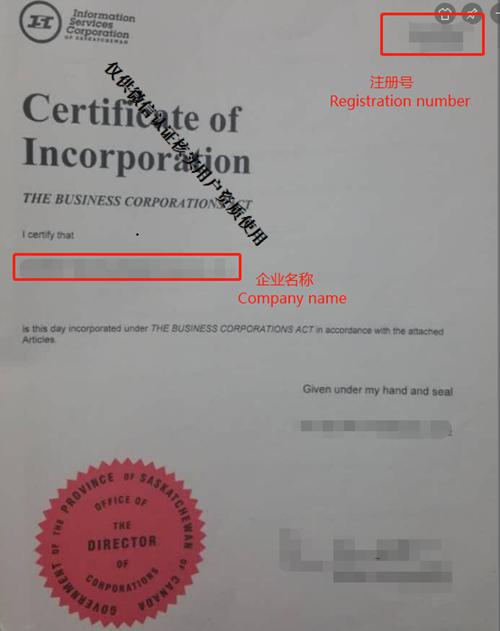 Information
Services
Corporation
OF SASKATCHEWAN
注册号
Registration number
Certificate of
Incorporation
THE BUSINESS CORPORATIONS ACT
仅供微信认证核实用户资质使用
I certify that
企业名称
Company name
is this day incorporated under THE BUSINESS CORPORATIONS ACT in accordance with the attached
Articles.
Given under my hand and seal
GOVERNMENT OF THE PROVINCE OF SASKATCHEWAN OF CANADA
OFFICE OF
THE
DIRECTOR
OF
CORPORATIONS